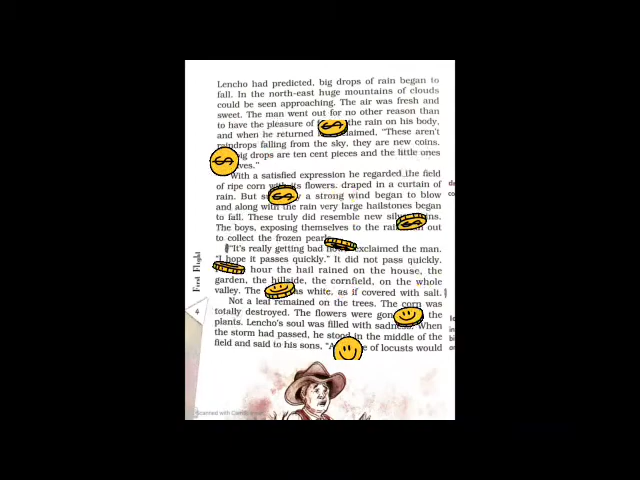 Lencho had predicted, big drops of rain began to
fall. In the north-east huge mountains of clouds
could be seen approaching. The air was fresh and
sweet. The man went out for no other reason than
to have the pleasure of the rain on his body,
and when he returned “These aren't
raindrops falling from the sky, they are new coins.
big drops are ten cent pieces and the little ones
With a satisfied expression he regarded the field
of ripe corn its flowers, draped in a curtain of
rain. But a strong wind began to blow
and along with the rain very large hailstones began
to fall. These truly did resemble new
The boys, exposing themselves to the out
to collect the frozen pearls.
“It's really getting bad exclaimed the man.
“I hope it passes quickly.” It did not pass quickly.
hour the hail rained on the house, the
garden, the hillside, the cornfield, on the whole
valley. The white, as if covered with salt.
Not a leaf remained on the trees. The corn was
totally destroyed. The flowers were the
plants. Lencho's soul was filled with sadness. When
the storm had passed, he stood in the middle of the
field and said to his sons, of locusts would
First Flight
4
Scanned with